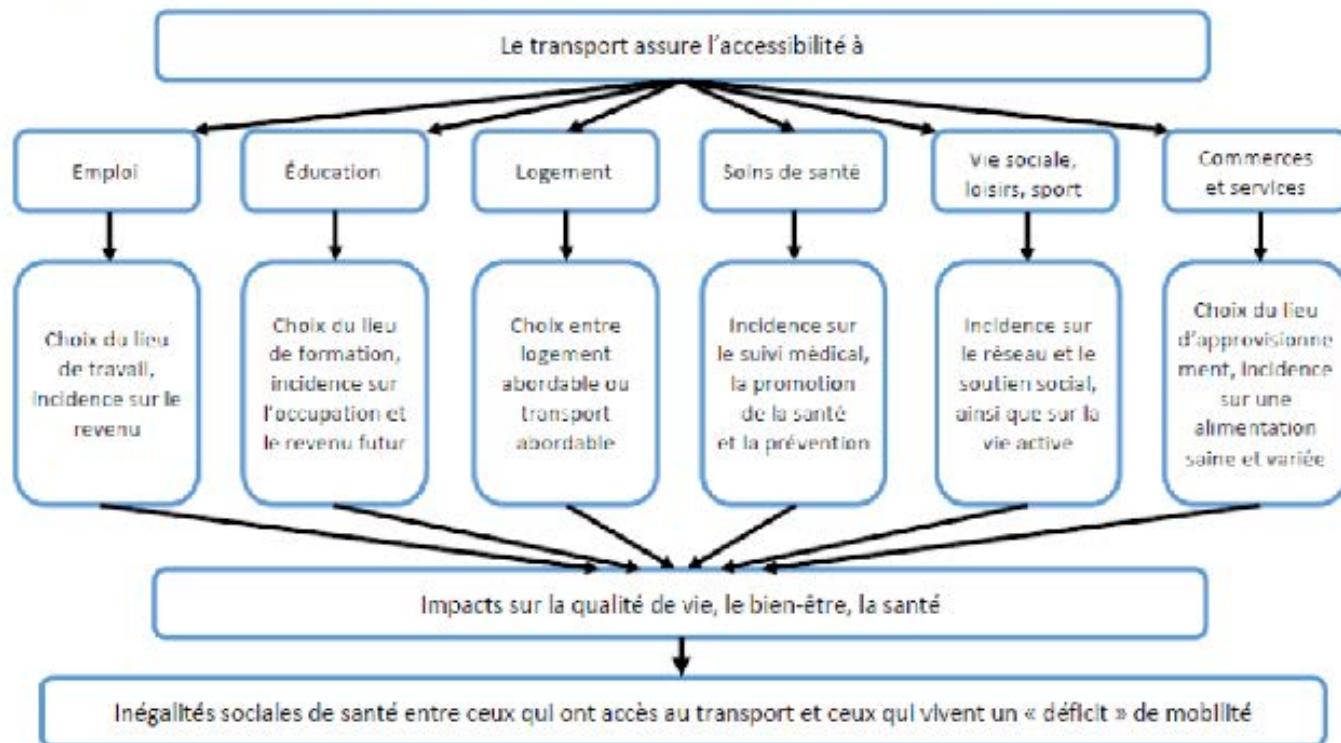 Le transport assure l'accessibilité à
Emploi
Éducation
Logement
Soins de santé
Vie sociale,
loisirs, sport
Commerces
et services
Choix du lieu
de travail,
incidence sur le
revenu
Choix du lieu
de formation,
incidence sur
l'occupation et
le revenu futur
Choix entre
logement
abordable ou
transport
abordable
Incidence sur
le suivi médical,
la promotion
de la santé
et la prévention
Incidence sur
le réseau et le
soutien social,
ainsi que sur la
vie active
Choix du lieu
d'approvisionne
ment, incidence
sur une
alimentation
saine et variée
Impacts sur la qualité de vie, le bien-être, la santé
Inégalités sociales de santé entre ceux qui ont accès au transport et ceux qui vivent un « déficit » de mobilité